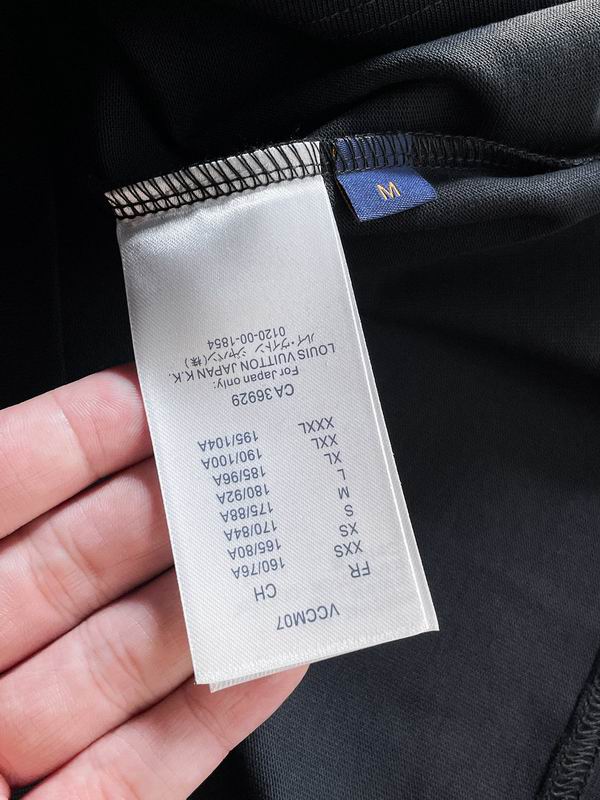 M
VCCM07
FR CH
XXS 160/76A
XS 165/80A
S 170/84A
M 175/88A
L 180/92A
XL 185/96A
XXL 190/100A
XXXL 195/104A
CA 36929
For Japan only:
LOUIS VUITTON JAPAN K.K.
ルイ・ヴィトン ジャパン(株)
0120-00-1854